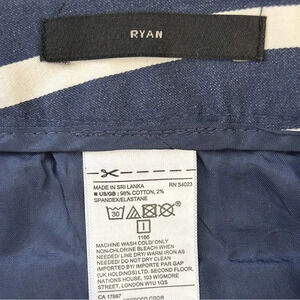 RYAN
MADE IN SRI LANKA
RN 54023
US/GB : 98% COTTON, 2%
SPANDEX/ELASTANE
30
I
1166
MACHINE WASH COLD/ ONLY
NON-CHLORINE BLEACH WHEN
NEEDED/ LINE DRY/ WARM IRON AS
NEEDED/ DO NOT DRY CLEAN
IMPORTED BY/ IMPORTE PAR GAP
(UK HOLDINGS) LTD. SECOND FLOOR,
NATIONS HOUSE, 103 WIGMORE
STREET, LONDON W1U 1QS
CA 17897